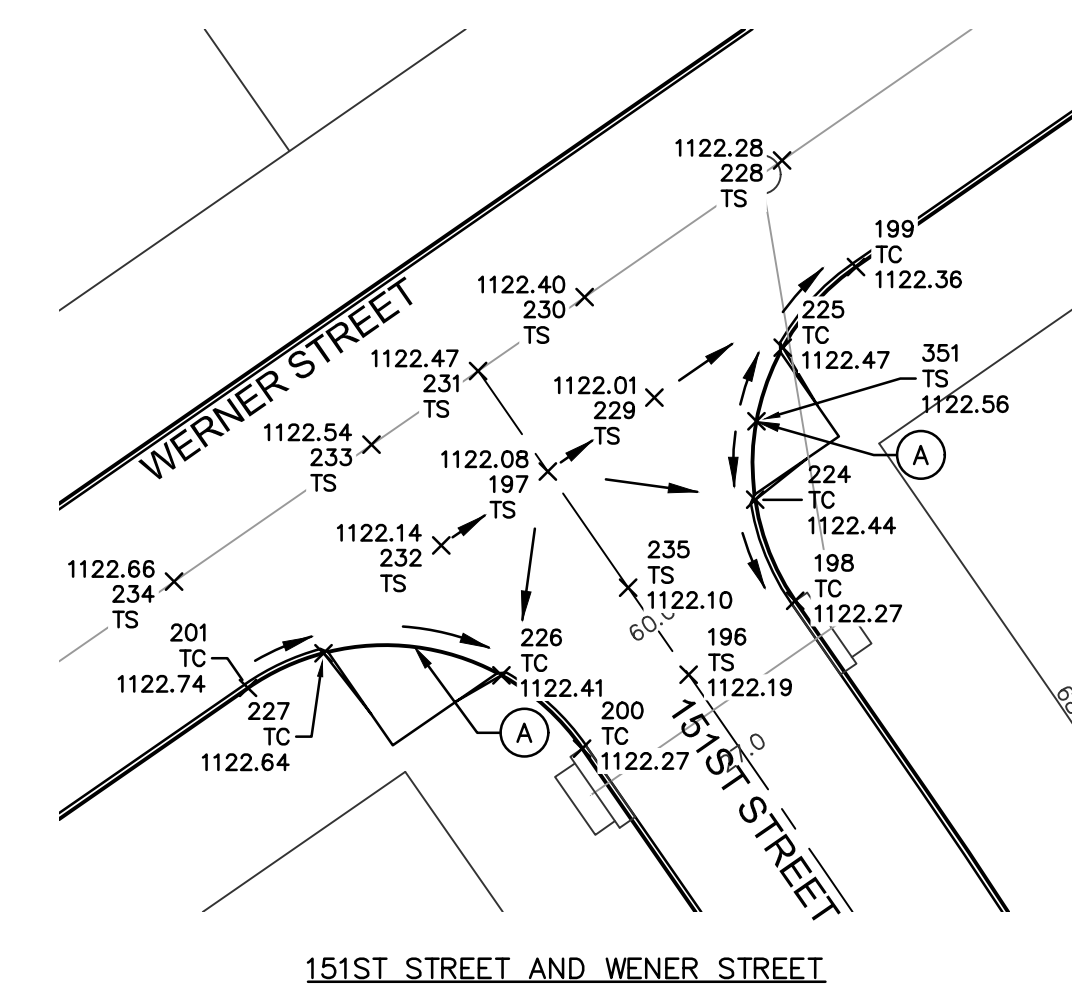 1122.28
228
TS
199
TC
1122.36
1122.40
230
TS
225
TC
1122.47
WERNER STREET
1122.47
231
TS
351
TS
1122.56
1122.01
229
TS
1122.54
233
TS
A
1122.08
197
TS
224
TC
1122.44
1122.14
232
TS
235
TS
1122.10
198
TC
1122.27
1122.66
234
TS
60.0
201
TC
1122.74
226
TC
1122.41
196
TS
1122.19
227
TC
1122.64
A
200
TC
1122.27
151ST STREET
151ST STREET AND WENER STREET